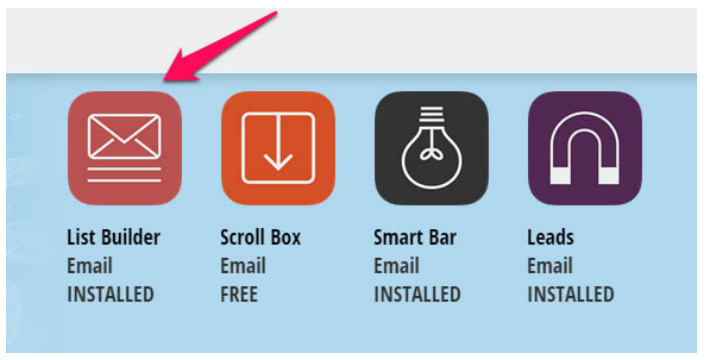 List Builder
Email
INSTALLED
Scroll Box
Email
FREE
Smart Bar
Email
INSTALLED
Leads
Email
INSTALLED